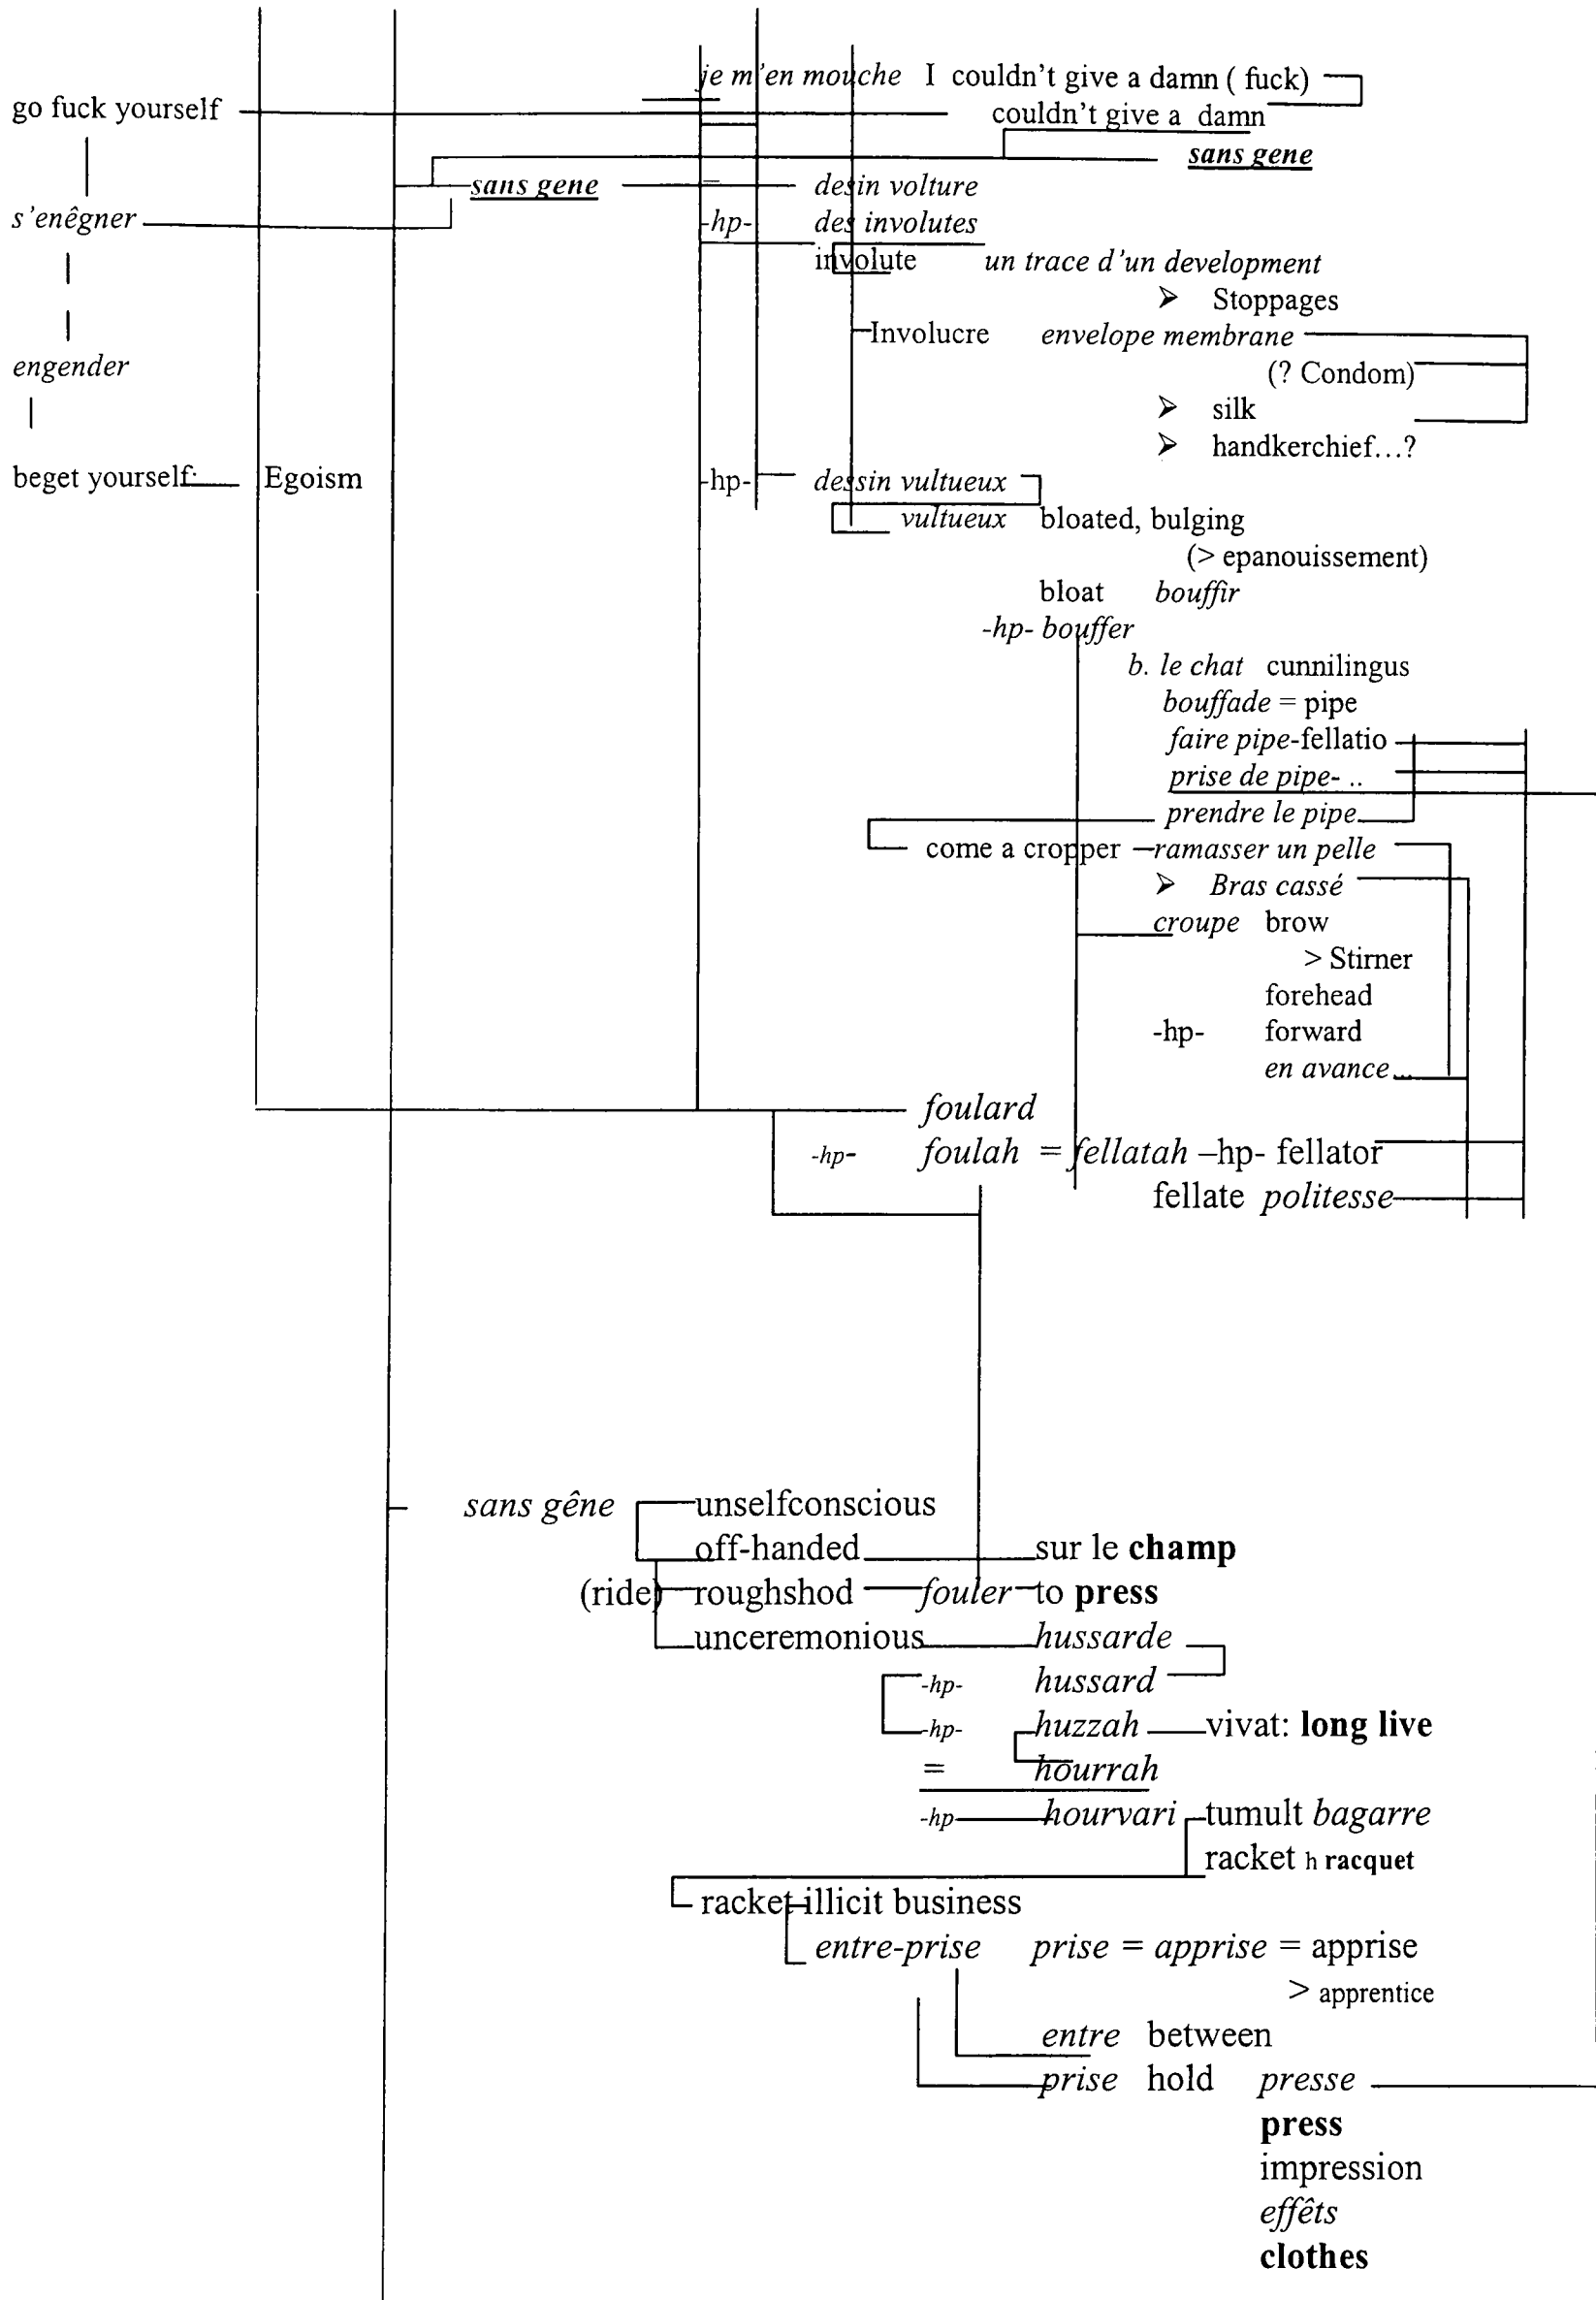 je m'en mouche I couldn't give a damn ( fuck)
go fuck yourself couldn't give a damn
sans gene
sans gene = desin volture
s'enêgner -hp- des involutes
involute un trace d'un development
➢ Stoppages
Involucre envelope membrane
engender (? Condom)
➢ silk
➢ handkerchief…?
beget yourself: Egoism -hp- dessin vultueux
vultueux bloated, bulging
(> epanouissement)
bloat bouffir
-hp- bouffer
b. le chat cunnilingus
bouffade = pipe
faire pipe-fellatio
prise de pipe- ..
prendre le pipe
come a cropper ramasser un pelle
➢ Bras cassé
croupe brow
> Stirner
forehead
-hp- forward
en avance...
foulard
-hp- foulah = fellatah –hp- fellator
fellate politesse
sans gêne unselfconscious
off-handed sur le champ
(ride) roughshod fouler to press
unceremonious hussarde
-hp- hussard
-hp- huzzah vivat: long live
= hourrah
-hp hourvari tumult bagarre
racket h racquet
racket illicit business
entre-prise prise = apprise = apprise
> apprentice
entre between
prise hold presse
press
impression
effêts
clothes